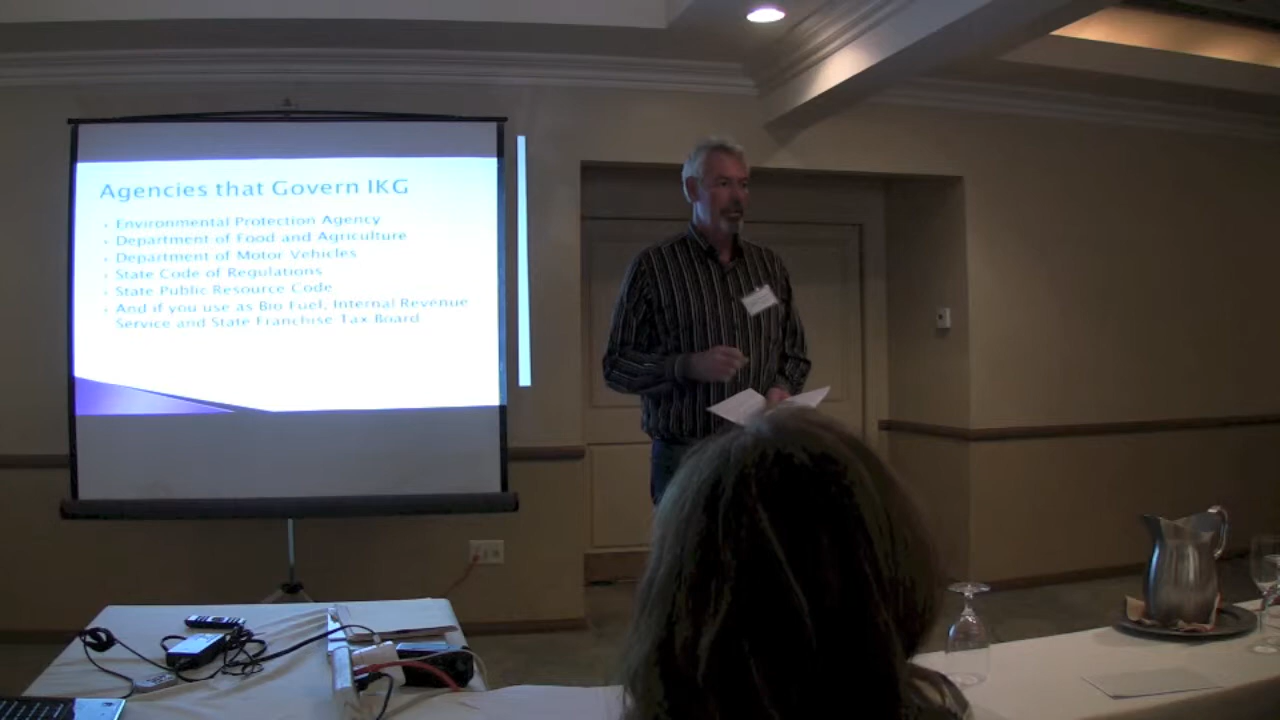 Agencies that Govern IKG
Environmental Protection Agency
Department of Food and Agriculture
Department of Motor Vehicles
State Code of Regulations
State Public Resource Code
And if you use as Bio Fuel, Internal Revenue
Service and State Franchise Tax Board